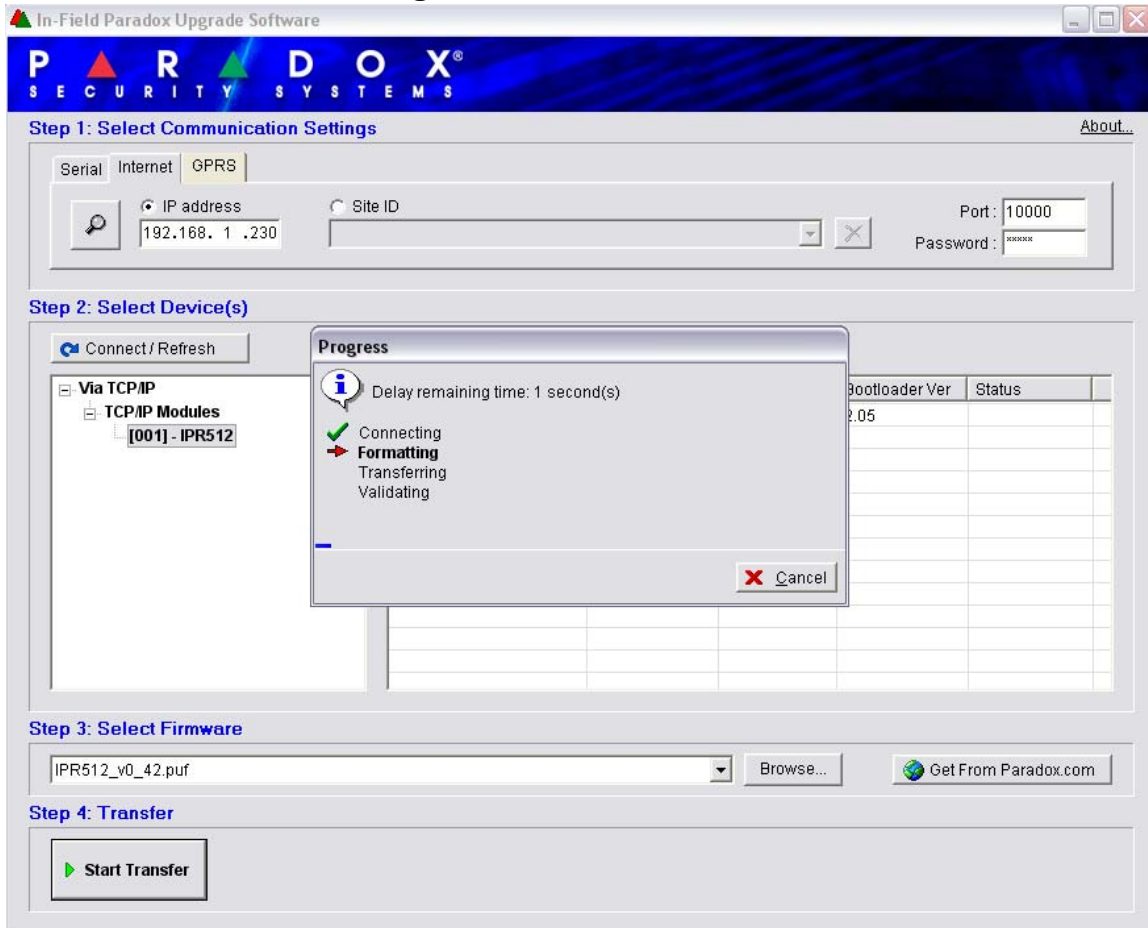 In-Field Paradox Upgrade Software
PARADOX®
SECURITY SYSTEMS
Step 1: Select Communication Settings
About...
Serial Internet GPRS
IP address Site ID
192.168. 1 .230
Port : 10000
Password : xxxxx
Step 2: Select Device(s)
Connect / Refresh
Via TCP/IP
TCP/IP Modules
[001] - IPR512
Progress
Delay remaining time: 1 second(s)
Connecting
Formatting
Transferring
Validating
Cancel
Bootloader Ver Status
2.05
Step 3: Select Firmware
IPR512_v0_42.puf Browse... Get From Paradox.com
Step 4: Transfer
Start Transfer